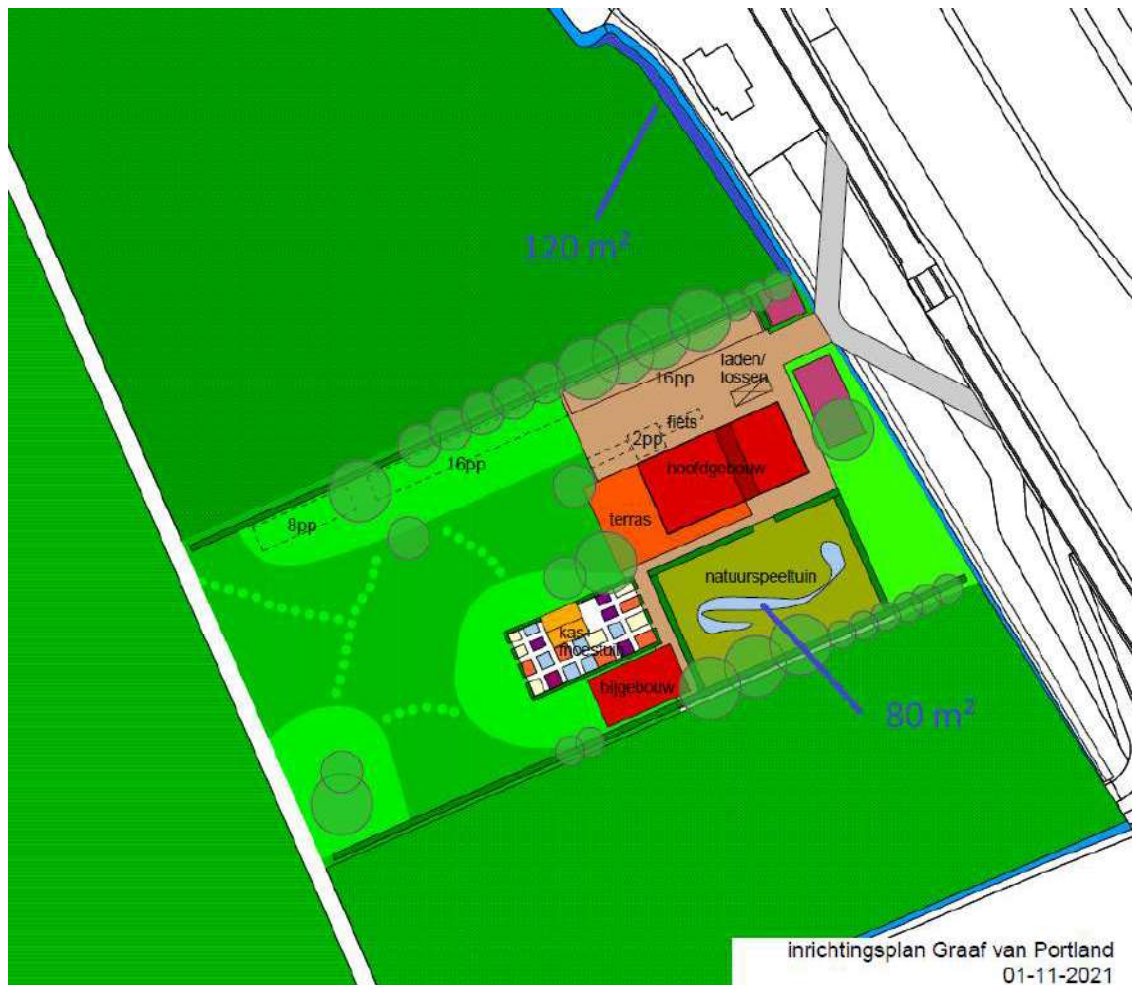 120 m²
laden/
lossen
16pp
fiets
2pp
hoofdgebouw
16pp
8pp
terras
natuurspeeltuin
kas
moestuin
bijgebouw
80 m²
inrichtingsplan Graaf van Portland
01-11-2021